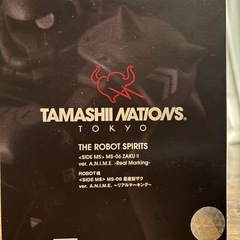 TAMASHII NATIONS®
TOKYO
THE ROBOT SPIRITS
<SIDE MS> MS-06 ZAKU II
ver. A.N.I.M.E. -Real Marking-
ROBOT魂
<SIDE MS> MS-06 量産型ザク
ver. A.N.I.M.E. 〜リアルマーキング〜